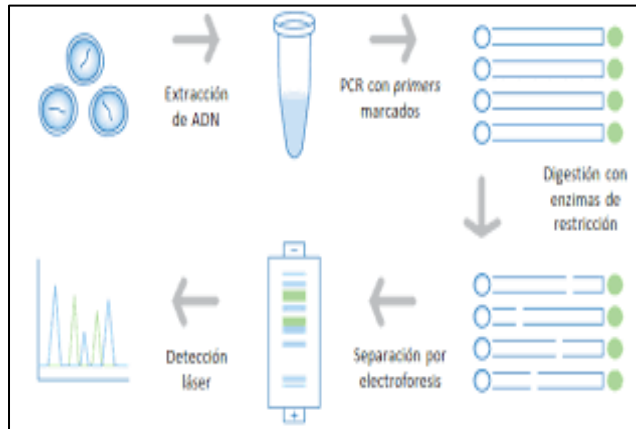 Extracción
de ADN
PCR con primers
marcados
Digestión con
enzimas de
restricción
Separación por
electroforesis
Detección
láser
−
+